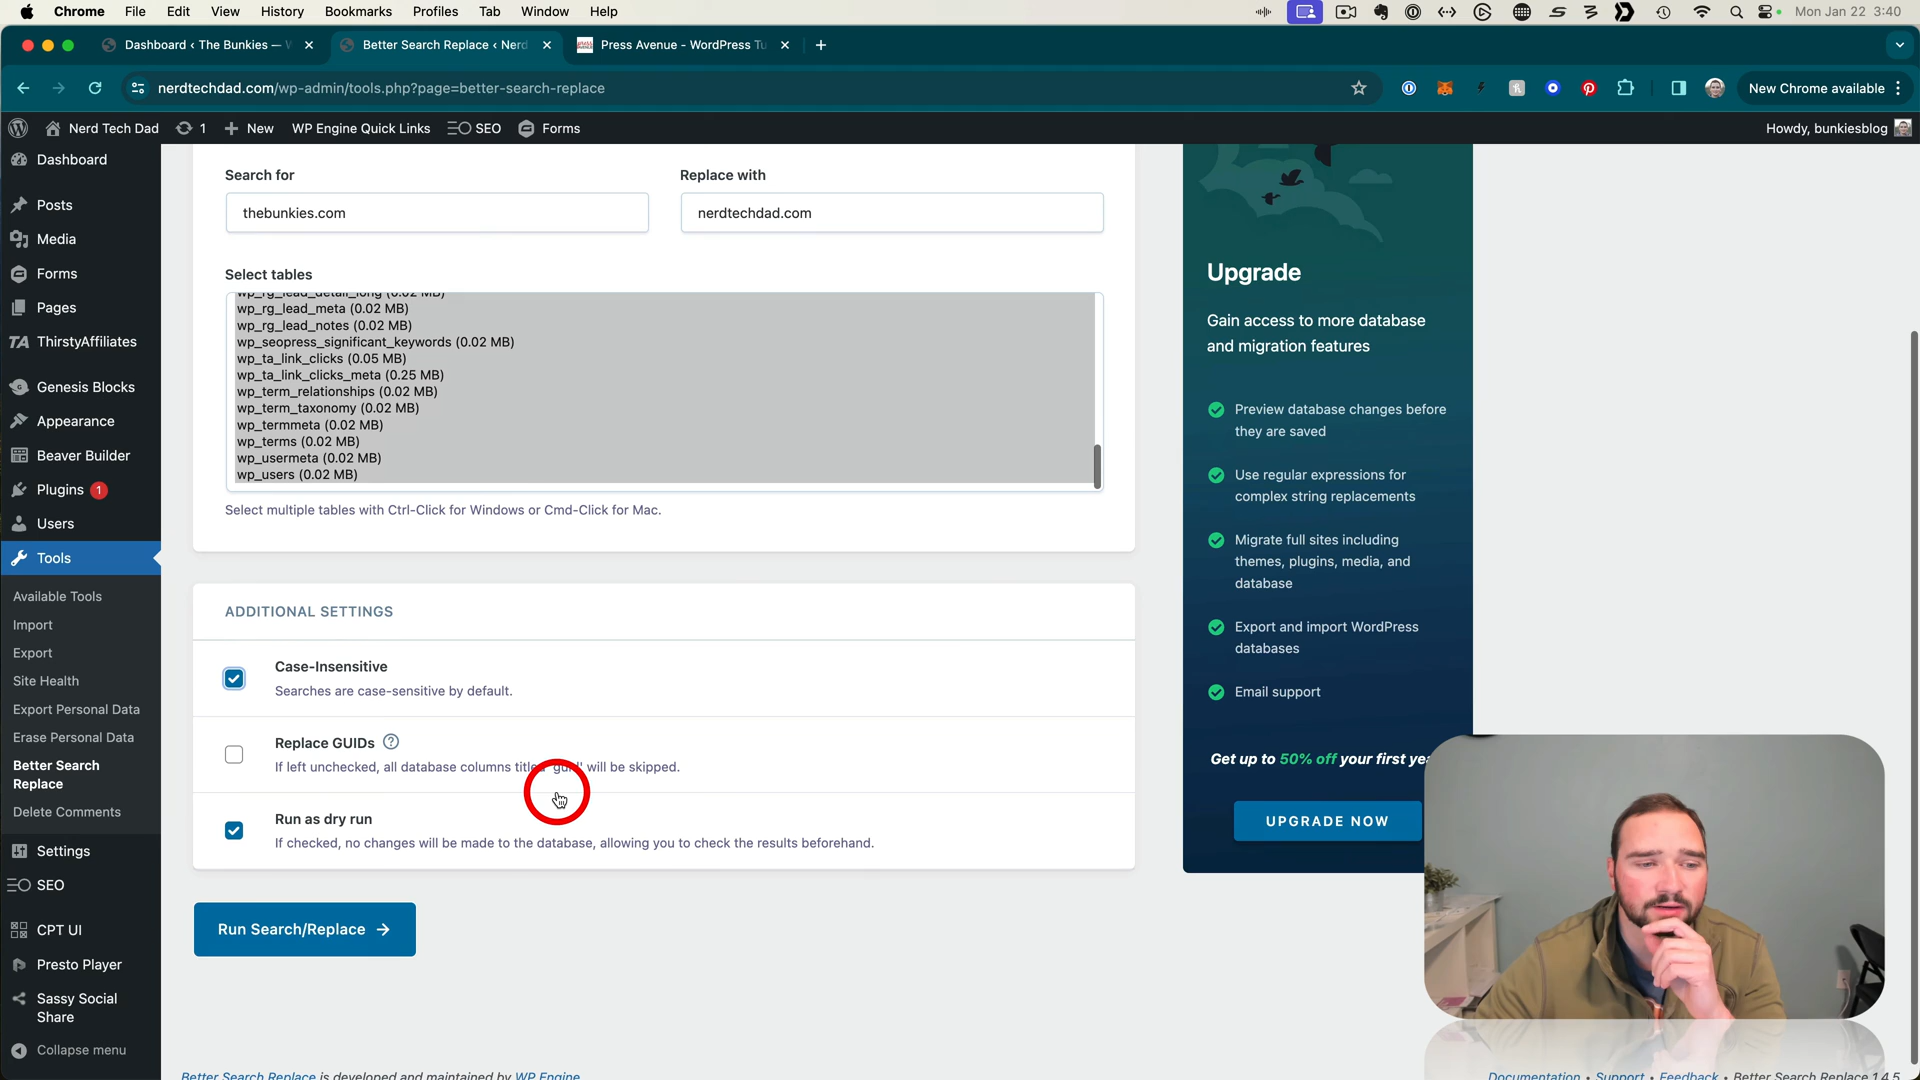 Chrome File Edit View History Bookmarks Profiles Tab Window Help Mon Jan 22 3:40
Dashboard ‹ The Bunkies — Better Search Replace ‹ Nerd Press Avenue - WordPress Tu
nerdtechdad.com/wp-admin/tools.php?page=better-search-replace New Chrome available
Nerd Tech Dad 1 New WP Engine Quick Links SEO Forms Howdy, bunkiesblog
Dashboard
Posts
Media
Forms
Pages
TA ThirstyAffiliates
Genesis Blocks
Appearance
Beaver Builder
Plugins 1
Users
Tools
Available Tools
Import
Export
Site Health
Export Personal Data
Erase Personal Data
Better Search
Replace
Delete Comments
Settings
SEO
CPT UI
Presto Player
Sassy Social
Share
Collapse menu
Search for Replace with
thebunkies.com nerdtechdad.com
Select tables
wp_rg_lead_detail_long (0.02 MB)
wp_rg_lead_meta (0.02 MB)
wp_rg_lead_notes (0.02 MB)
wp_seopress_significant_keywords (0.02 MB)
wp_ta_link_clicks (0.05 MB)
wp_ta_link_clicks_meta (0.25 MB)
wp_term_relationships (0.02 MB)
wp_term_taxonomy (0.02 MB)
wp_termmeta (0.02 MB)
wp_terms (0.02 MB)
wp_usermeta (0.02 MB)
wp_users (0.02 MB)
Select multiple tables with Ctrl-Click for Windows or Cmd-Click for Mac.
ADDITIONAL SETTINGS
Case-Insensitive
Searches are case-sensitive by default.
Replace GUIDs ?
If left unchecked, all database columns titled 'guid' will be skipped.
Run as dry run
If checked, no changes will be made to the database, allowing you to check the results beforehand.
Run Search/Replace →
Upgrade
Gain access to more database
and migration features
Preview database changes before
they are saved
Use regular expressions for
complex string replacements
Migrate full sites including
themes, plugins, media, and
database
Export and import WordPress
databases
Email support
Get up to 50% off your first ye
UPGRADE NOW
Better Search Replace is developed and maintained by WP Engine
Documentation • Support • Feedback • Better Search Replace 1.4.5